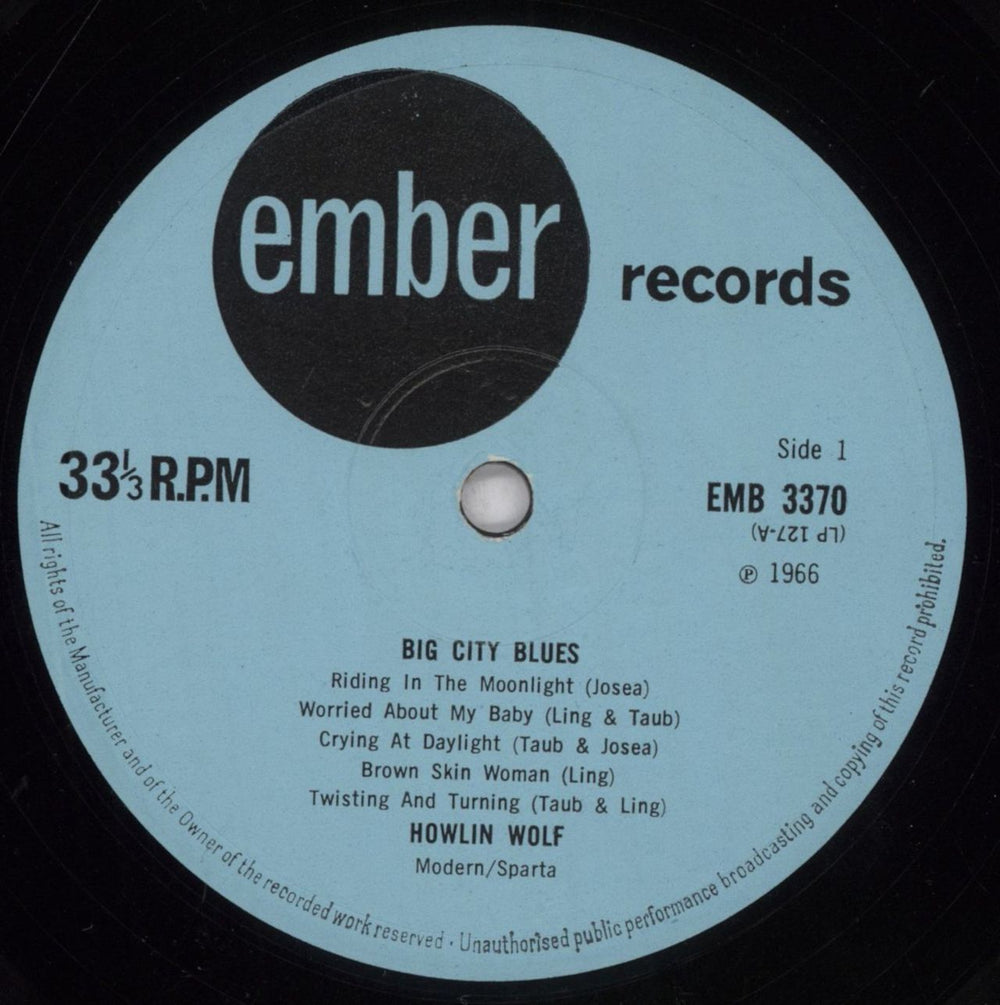 ember records
33⅓ R.P.M
Side 1
EMB 3370
(LP 127-A)
℗ 1966
BIG CITY BLUES
Riding In The Moonlight (Josea)
Worried About My Baby (Ling & Taub)
Crying At Daylight (Taub & Josea)
Brown Skin Woman (Ling)
Twisting And Turning (Taub & Ling)
HOWLIN WOLF
Modern/Sparta
All rights of the Manufacturer and of the Owner of the recorded work reserved · Unauthorised public performance broadcasting and copying of this record prohibited.